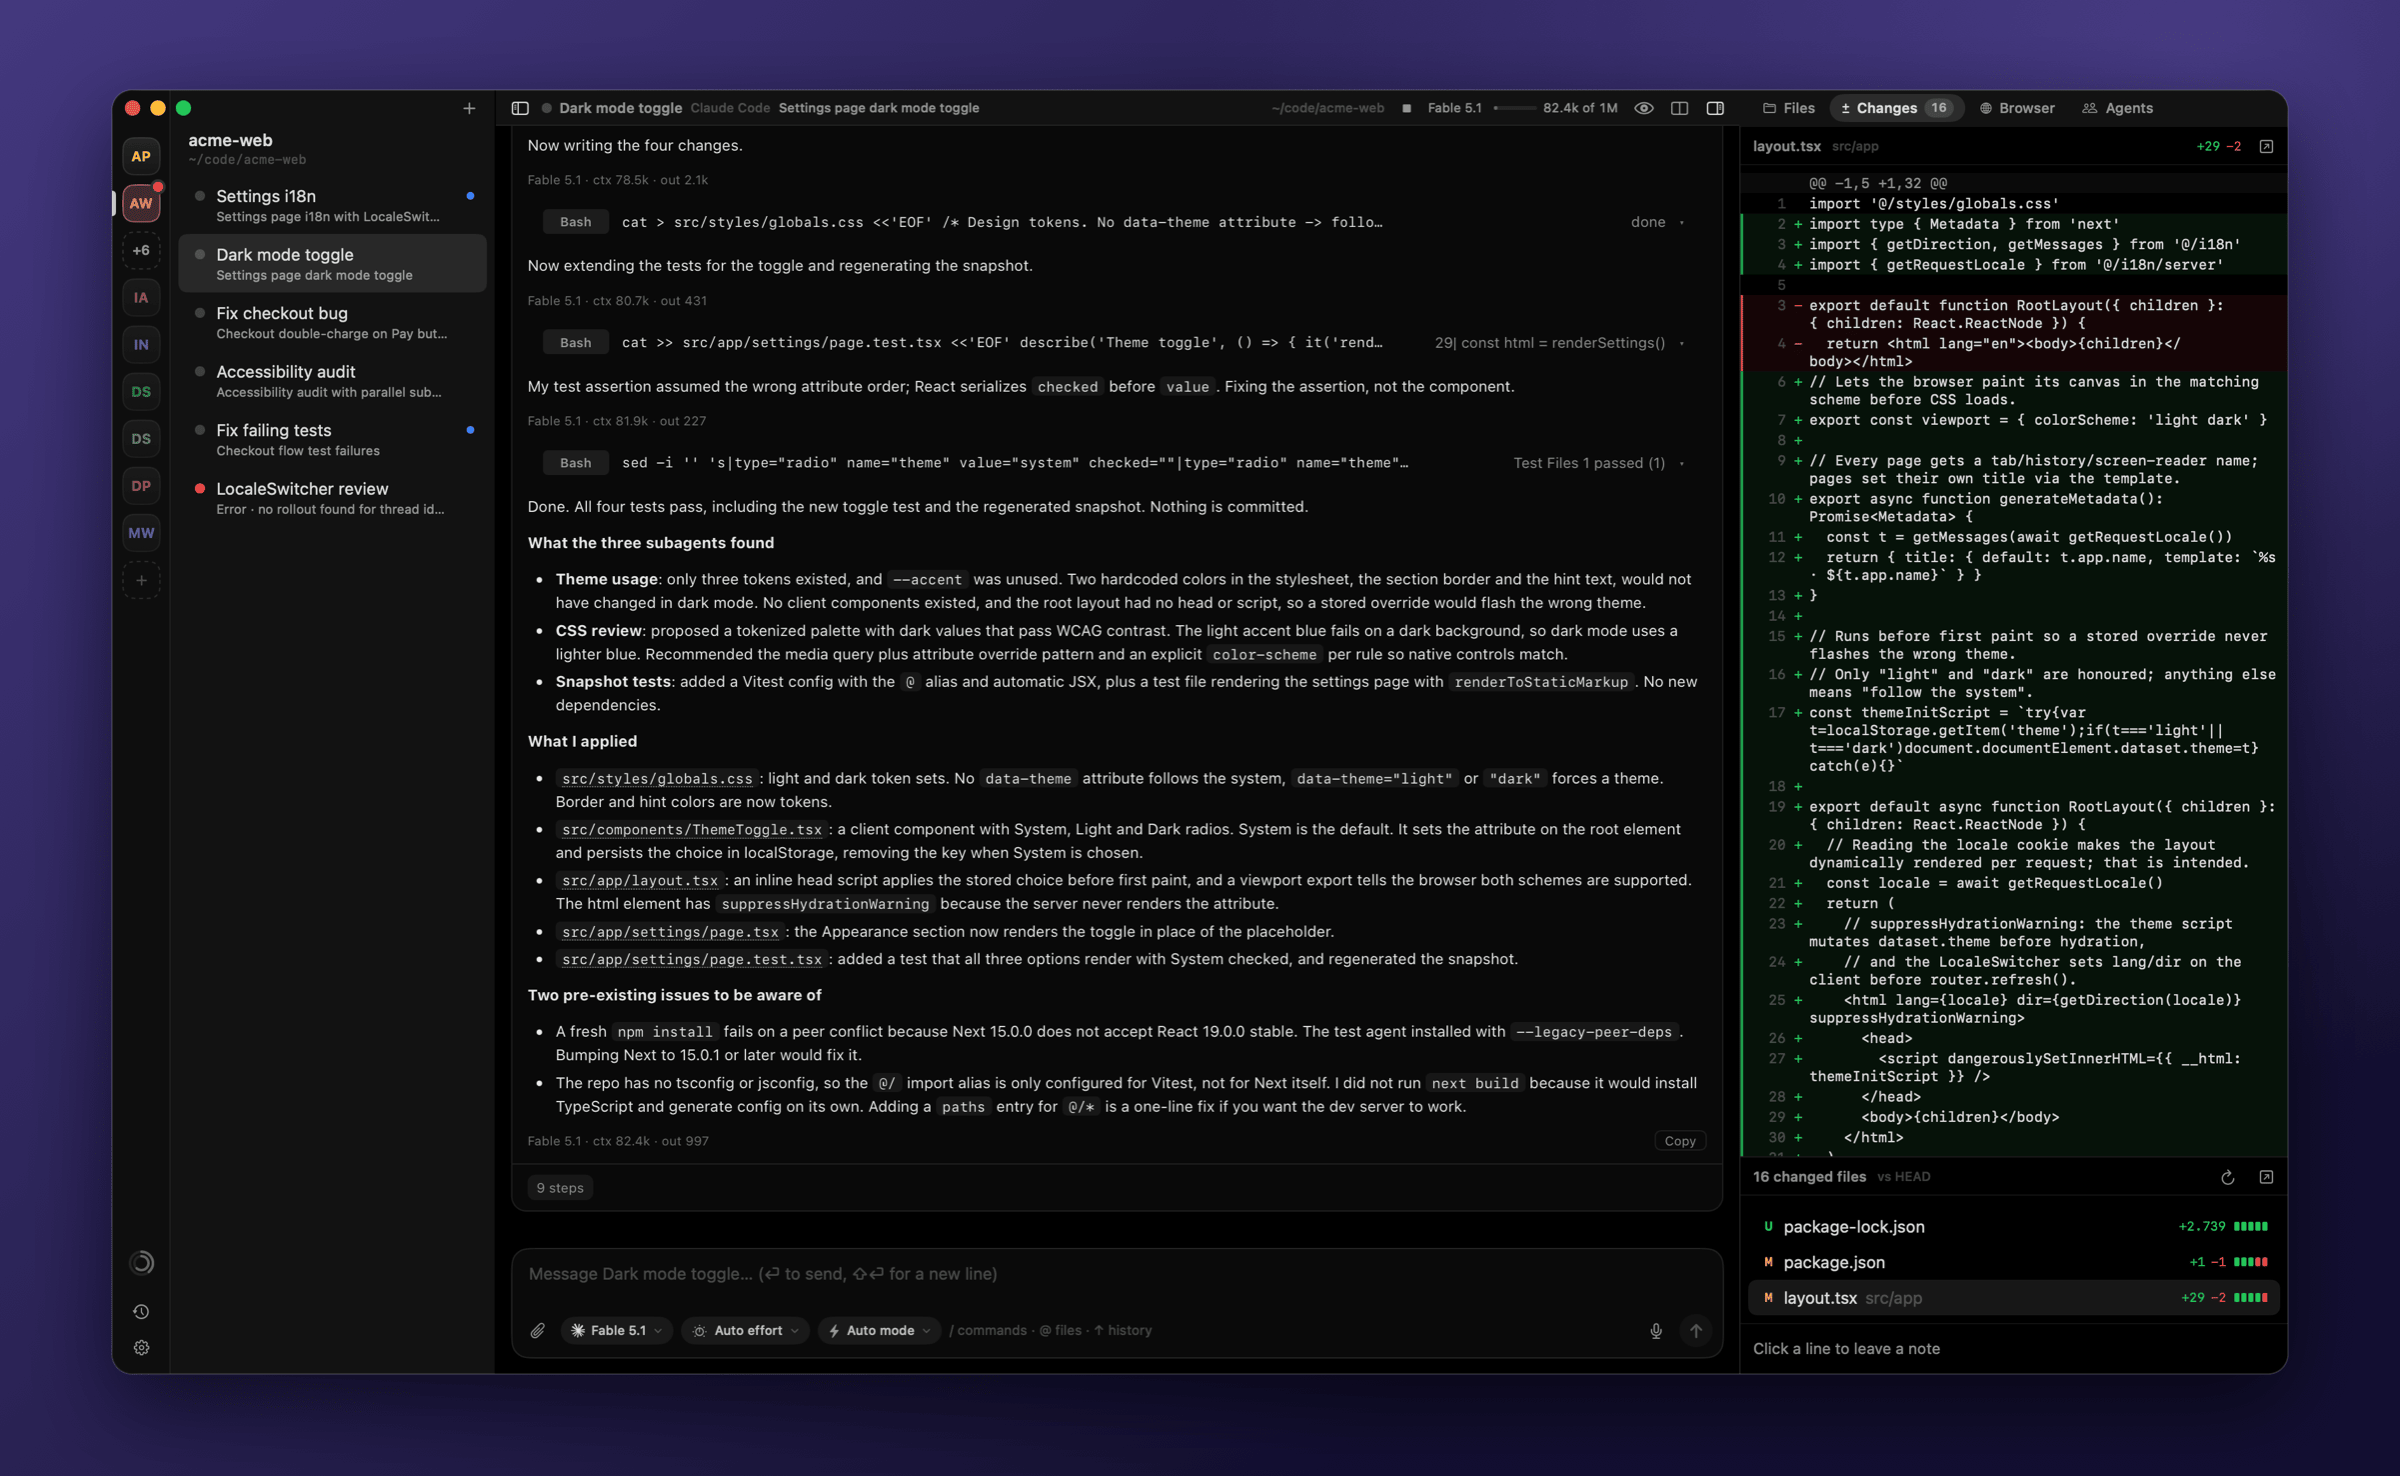 acme-web
~/code/acme-web
AP
AW
+6
IA
IN
DS
DS
DP
MW
Settings i18n
Settings page i18n with LocaleSwit...
Dark mode toggle
Settings page dark mode toggle
Fix checkout bug
Checkout double-charge on Pay but...
Accessibility audit
Accessibility audit with parallel sub...
Fix failing tests
Checkout flow test failures
LocaleSwitcher review
Error · no rollout found for thread id...
Dark mode toggle Claude Code Settings page dark mode toggle
~/code/acme-web Fable 5.1 82.4k of 1M
Now writing the four changes.
Fable 5.1 · ctx 78.5k · out 2.1k
Bash cat > src/styles/globals.css <<'EOF' /* Design tokens. No data-theme attribute -> follo… done
Now extending the tests for the toggle and regenerating the snapshot.
Fable 5.1 · ctx 80.7k · out 431
Bash cat >> src/app/settings/page.test.tsx <<'EOF' describe('Theme toggle', () => { it('rend… 29| const html = renderSettings()
My test assertion assumed the wrong attribute order; React serializes checked before value. Fixing the assertion, not the component.
Fable 5.1 · ctx 81.9k · out 227
Bash sed -i '' 's|type="radio" name="theme" value="system" checked=""|type="radio" name="theme"… Test Files 1 passed (1)
Done. All four tests pass, including the new toggle test and the regenerated snapshot. Nothing is committed.
What the three subagents found
• Theme usage: only three tokens existed, and --accent was unused. Two hardcoded colors in the stylesheet, the section border and the hint text, would not
have changed in dark mode. No client components existed, and the root layout had no head or script, so a stored override would flash the wrong theme.
• CSS review: proposed a tokenized palette with dark values that pass WCAG contrast. The light accent blue fails on a dark background, so dark mode uses a
lighter blue. Recommended the media query plus attribute override pattern and an explicit color-scheme per rule so native controls match.
• Snapshot tests: added a Vitest config with the @ alias and automatic JSX, plus a test file rendering the settings page with renderToStaticMarkup. No new
dependencies.
What I applied
• src/styles/globals.css: light and dark token sets. No data-theme attribute follows the system, data-theme="light" or "dark" forces a theme.
Border and hint colors are now tokens.
• src/components/ThemeToggle.tsx: a client component with System, Light and Dark radios. System is the default. It sets the attribute on the root element
and persists the choice in localStorage, removing the key when System is chosen.
• src/app/layout.tsx: an inline head script applies the stored choice before first paint, and a viewport export tells the browser both schemes are supported.
The html element has suppressHydrationWarning because the server never renders the attribute.
• src/app/settings/page.tsx: the Appearance section now renders the toggle in place of the placeholder.
• src/app/settings/page.test.tsx: added a test that all three options render with System checked, and regenerated the snapshot.
Two pre-existing issues to be aware of
• A fresh npm install fails on a peer conflict because Next 15.0.0 does not accept React 19.0.0 stable. The test agent installed with --legacy-peer-deps.
Bumping Next to 15.0.1 or later would fix it.
• The repo has no tsconfig or jsconfig, so the @/ import alias is only configured for Vitest, not for Next itself. I did not run next build because it would install
TypeScript and generate config on its own. Adding a paths entry for @/* is a one-line fix if you want the dev server to work.
Fable 5.1 · ctx 82.4k · out 997 Copy
9 steps
Message Dark mode toggle... (⏎ to send, ⇧⏎ for a new line)
Fable 5.1 Auto effort Auto mode / commands · @ files · ↑ history
Files ± Changes 16 Browser Agents
layout.tsx src/app +29 −2
@@ -1,5 +1,32 @@
1 import '@/styles/globals.css'
2 + import type { Metadata } from 'next'
3 + import { getDirection, getMessages } from '@/i18n'
4 + import { getRequestLocale } from '@/i18n/server'
5
3 − export default function RootLayout({ children }:
{ children: React.ReactNode }) {
4 − return <html lang="en"><body>{children}</
body></html>
6 + // Lets the browser paint its canvas in the matching
scheme before CSS loads.
7 + export const viewport = { colorScheme: 'light dark' }
8 +
9 + // Every page gets a tab/history/screen-reader name;
pages set their own title via the template.
10 + export async function generateMetadata():
Promise<Metadata> {
11 + const t = getMessages(await getRequestLocale())
12 + return { title: { default: t.app.name, template: `%s
· ${t.app.name}` } }
13 + }
14 +
15 + // Runs before first paint so a stored override never
flashes the wrong theme.
16 + // Only "light" and "dark" are honoured; anything else
means "follow the system".
17 + const themeInitScript = `try{var
t=localStorage.getItem('theme');if(t==='light'||
t==='dark')document.documentElement.dataset.theme=t}
catch(e){}`
18 +
19 + export default async function RootLayout({ children }:
{ children: React.ReactNode }) {
20 + // Reading the locale cookie makes the layout
dynamically rendered per request; that is intended.
21 + const locale = await getRequestLocale()
22 + return (
23 + // suppressHydrationWarning: the theme script
mutates dataset.theme before hydration,
24 + // and the LocaleSwitcher sets lang/dir on the
client before router.refresh().
25 + <html lang={locale} dir={getDirection(locale)}
suppressHydrationWarning>
26 + <head>
27 + <script dangerouslySetInnerHTML={{ __html:
themeInitScript }} />
28 + </head>
29 + <body>{children}</body>
30 + </html>
16 changed files vs HEAD
U package-lock.json +2.739
M package.json +1 −1
M layout.tsx src/app +29 −2
Click a line to leave a note